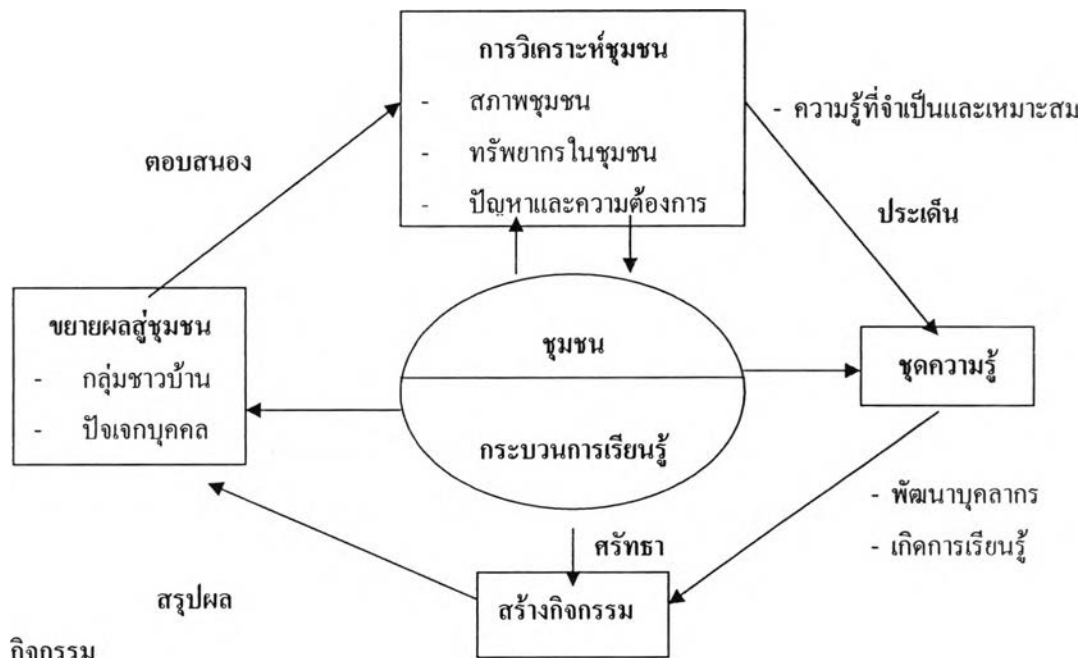 การวิเคราะห์ชุมชน
- สภาพชุมชน
- ทรัพยากรในชุมชน
- ปัญหาและความต้องการ
- ความรู้ที่จำเป็นและเหมาะสม
ตอบสนอง
ประเด็น
ขยายผลสู่ชุมชน
- กลุ่มชาวบ้าน
- ปัจเจกบุคคล
ชุมชน
กระบวนการเรียนรู้
ชุดความรู้
- พัฒนาบุคลากร
- เกิดการเรียนรู้
ศรัทธา
สร้างกิจกรรม
สรุปผล
กิจกรรม